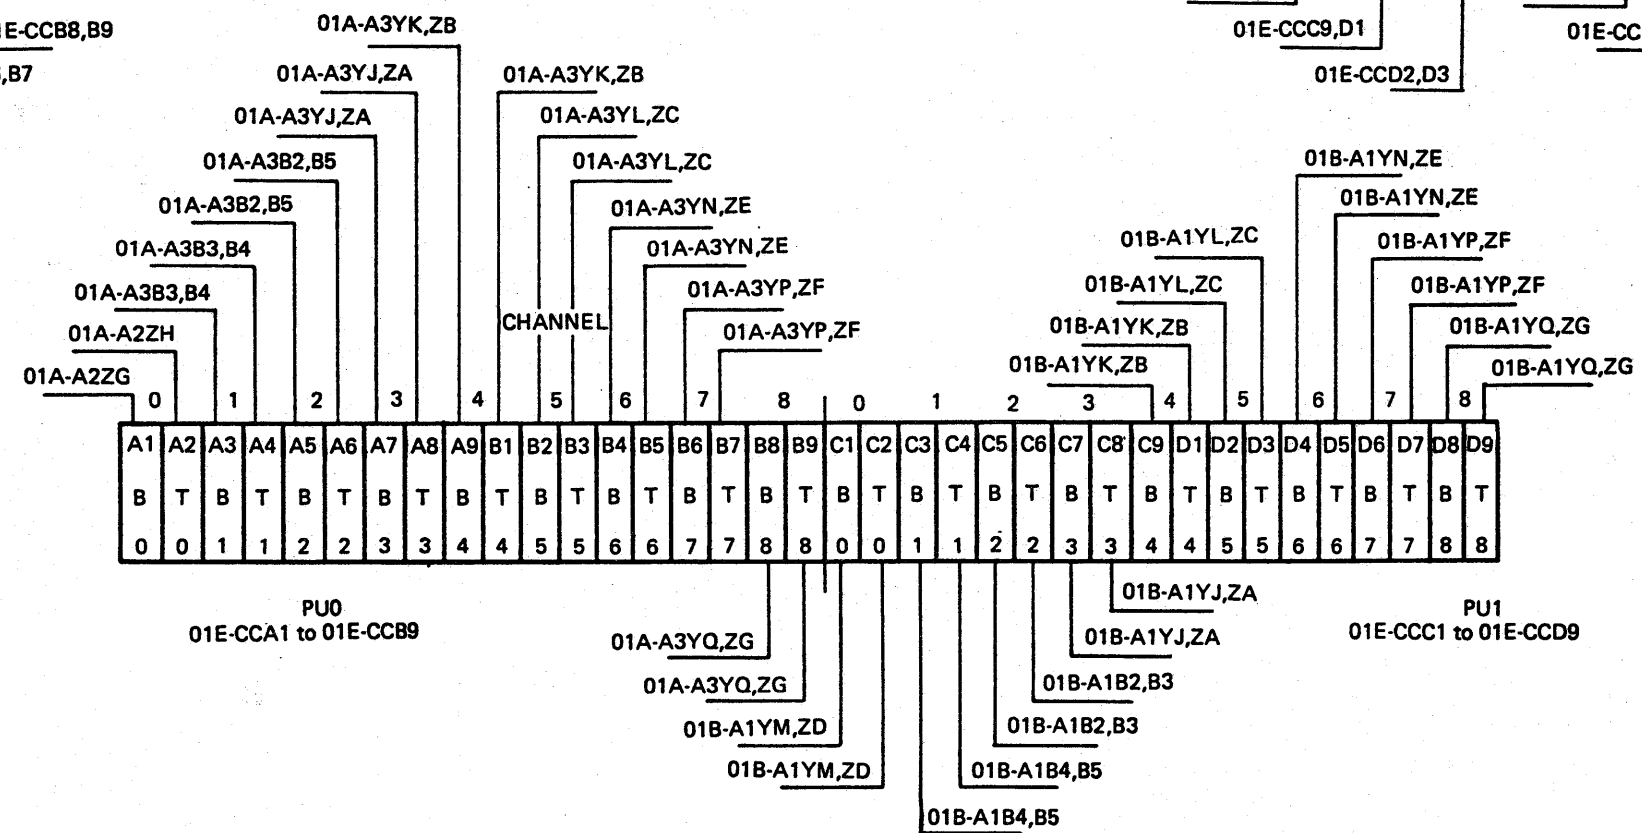 01A-A3YK,ZB
01E-CCC9,D1
01E-CC
E-CCB8,B9
,B7
01A-A3YJ,ZA
01A-A3YK,ZB
01E-CCD2,D3
01A-A3YJ,ZA
01A-A3YL,ZC
01A-A3B2,B5
01A-A3YL,ZC
01B-A1YN,ZE
01A-A3B2,B5
01A-A3YN,ZE
01B-A1YN,ZE
01A-A3B3,B4
01A-A3YN,ZE
01B-A1YL,ZC
01B-A1YP,ZF
01A-A3B3,B4
01A-A3YP,ZF
01B-A1YL,ZC
01B-A1YP,ZF
01A-A2ZH
CHANNEL
01A-A3YP,ZF
01B-A1YK,ZB
01B-A1YQ,ZG
01A-A2ZG
01B-A1YK,ZB
01B-A1YQ,ZG
0 1 2 3 4 5 6 7 8 0 1 2 3 4 5 6 7 8
A1 A2 A3 A4 A5 A6 A7 A8 A9 B1 B2 B3 B4 B5 B6 B7 B8 B9 C1 C2 C3 C4 C5 C6 C7 C8 C9 D1 D2 D3 D4 D5 D6 D7 D8 D9
B T B T B T B T B T B T B T B T B T B T B T B T B T B T B T B T B T B T
0 0 1 1 2 2 3 3 4 4 5 5 6 6 7 7 8 8 0 0 1 1 2 2 3 3 4 4 5 5 6 6 7 7 8 8
01B-A1YJ,ZA
PU0
01E-CCA1 to 01E-CCB9
PU1
01E-CCC1 to 01E-CCD9
01A-A3YQ,ZG
01B-A1YJ,ZA
01A-A3YQ,ZG
01B-A1B2,B3
01B-A1YM,ZD
01B-A1B2,B3
01B-A1YM,ZD
01B-A1B4,B5
01B-A1B4,B5